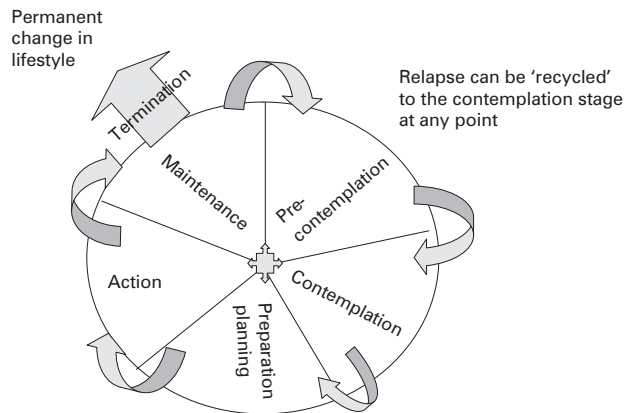 Permanent
change in
lifestyle
Termination
Relapse can be ‘recycled’
to the contemplation stage
at any point
Maintenance
Pre-
contemplation
Action
Contemplation
Preparation
planning